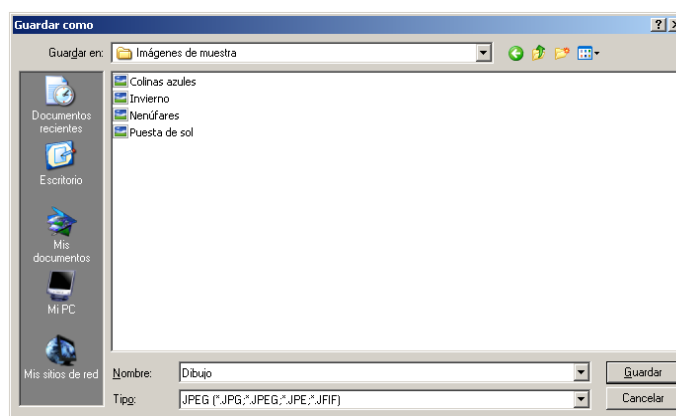 Guardar como
Guardar en:
Imágenes de muestra
Documentos
recientes
Escritorio
Mis
documentos
Mi PC
Mis sitios de red
Colinas azules
Invierno
Nenúfares
Puesta de sol
Nombre:
Dibujo
Guardar
Tipo:
JPEG (*.JPG;*.JPEG;*.JPE;*.JFIF)
Cancelar